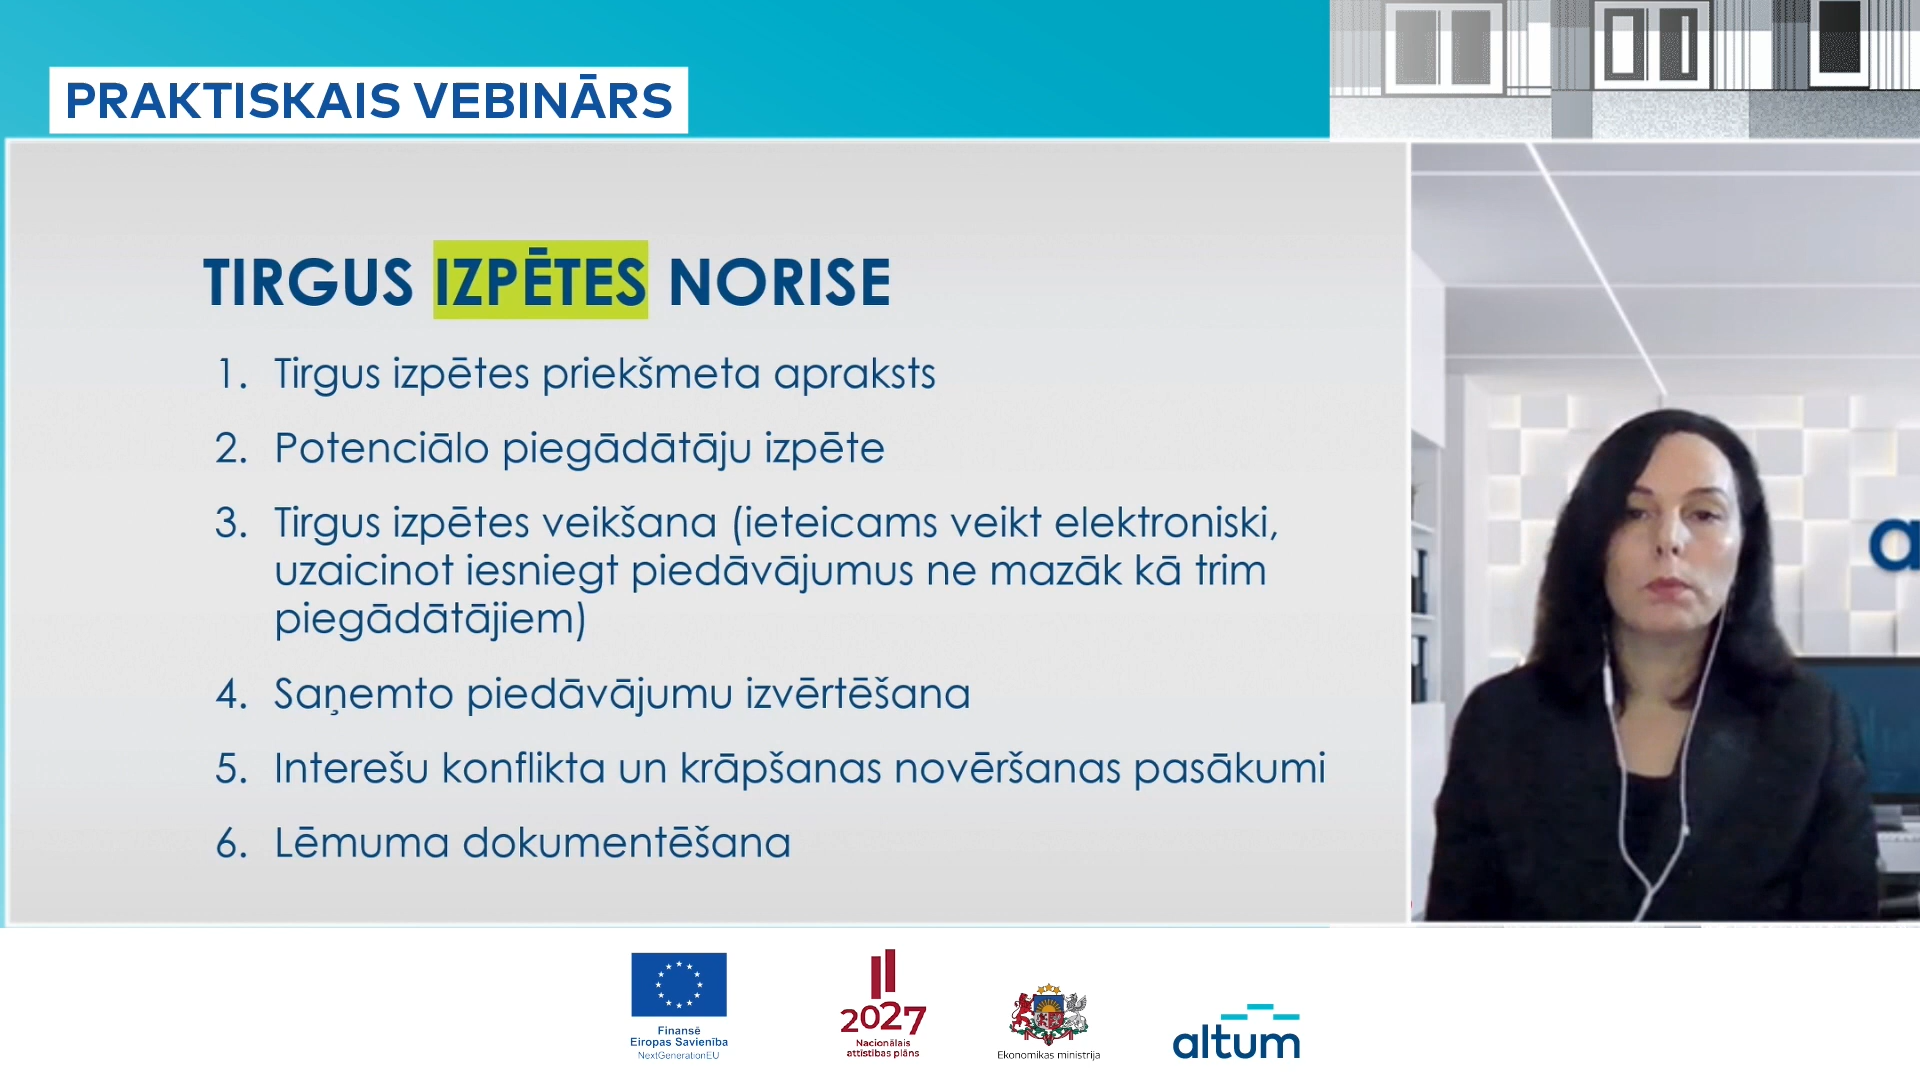 PRAKTISKAIS VEBINĀRS
TIRGUS IZPĒTES NORISE
1. Tirgus izpētes priekšmeta apraksts
2. Potenciālo piegādātāju izpēte
3. Tirgus izpētes veikšana (ieteicams veikt elektroniski,
uzaicinot iesniegt piedāvājumus ne mazāk kā trim
piegādātājiem)
4. Saņemto piedāvājumu izvērtēšana
5. Interešu konflikta un krāpšanas novēršanas pasākumi
6. Lēmuma dokumentēšana
a
Finansē
Eiropas Savienība
NextGenerationEU
2027
Nacionālais
attīstības plāns
Ekonomikas ministrija
altum